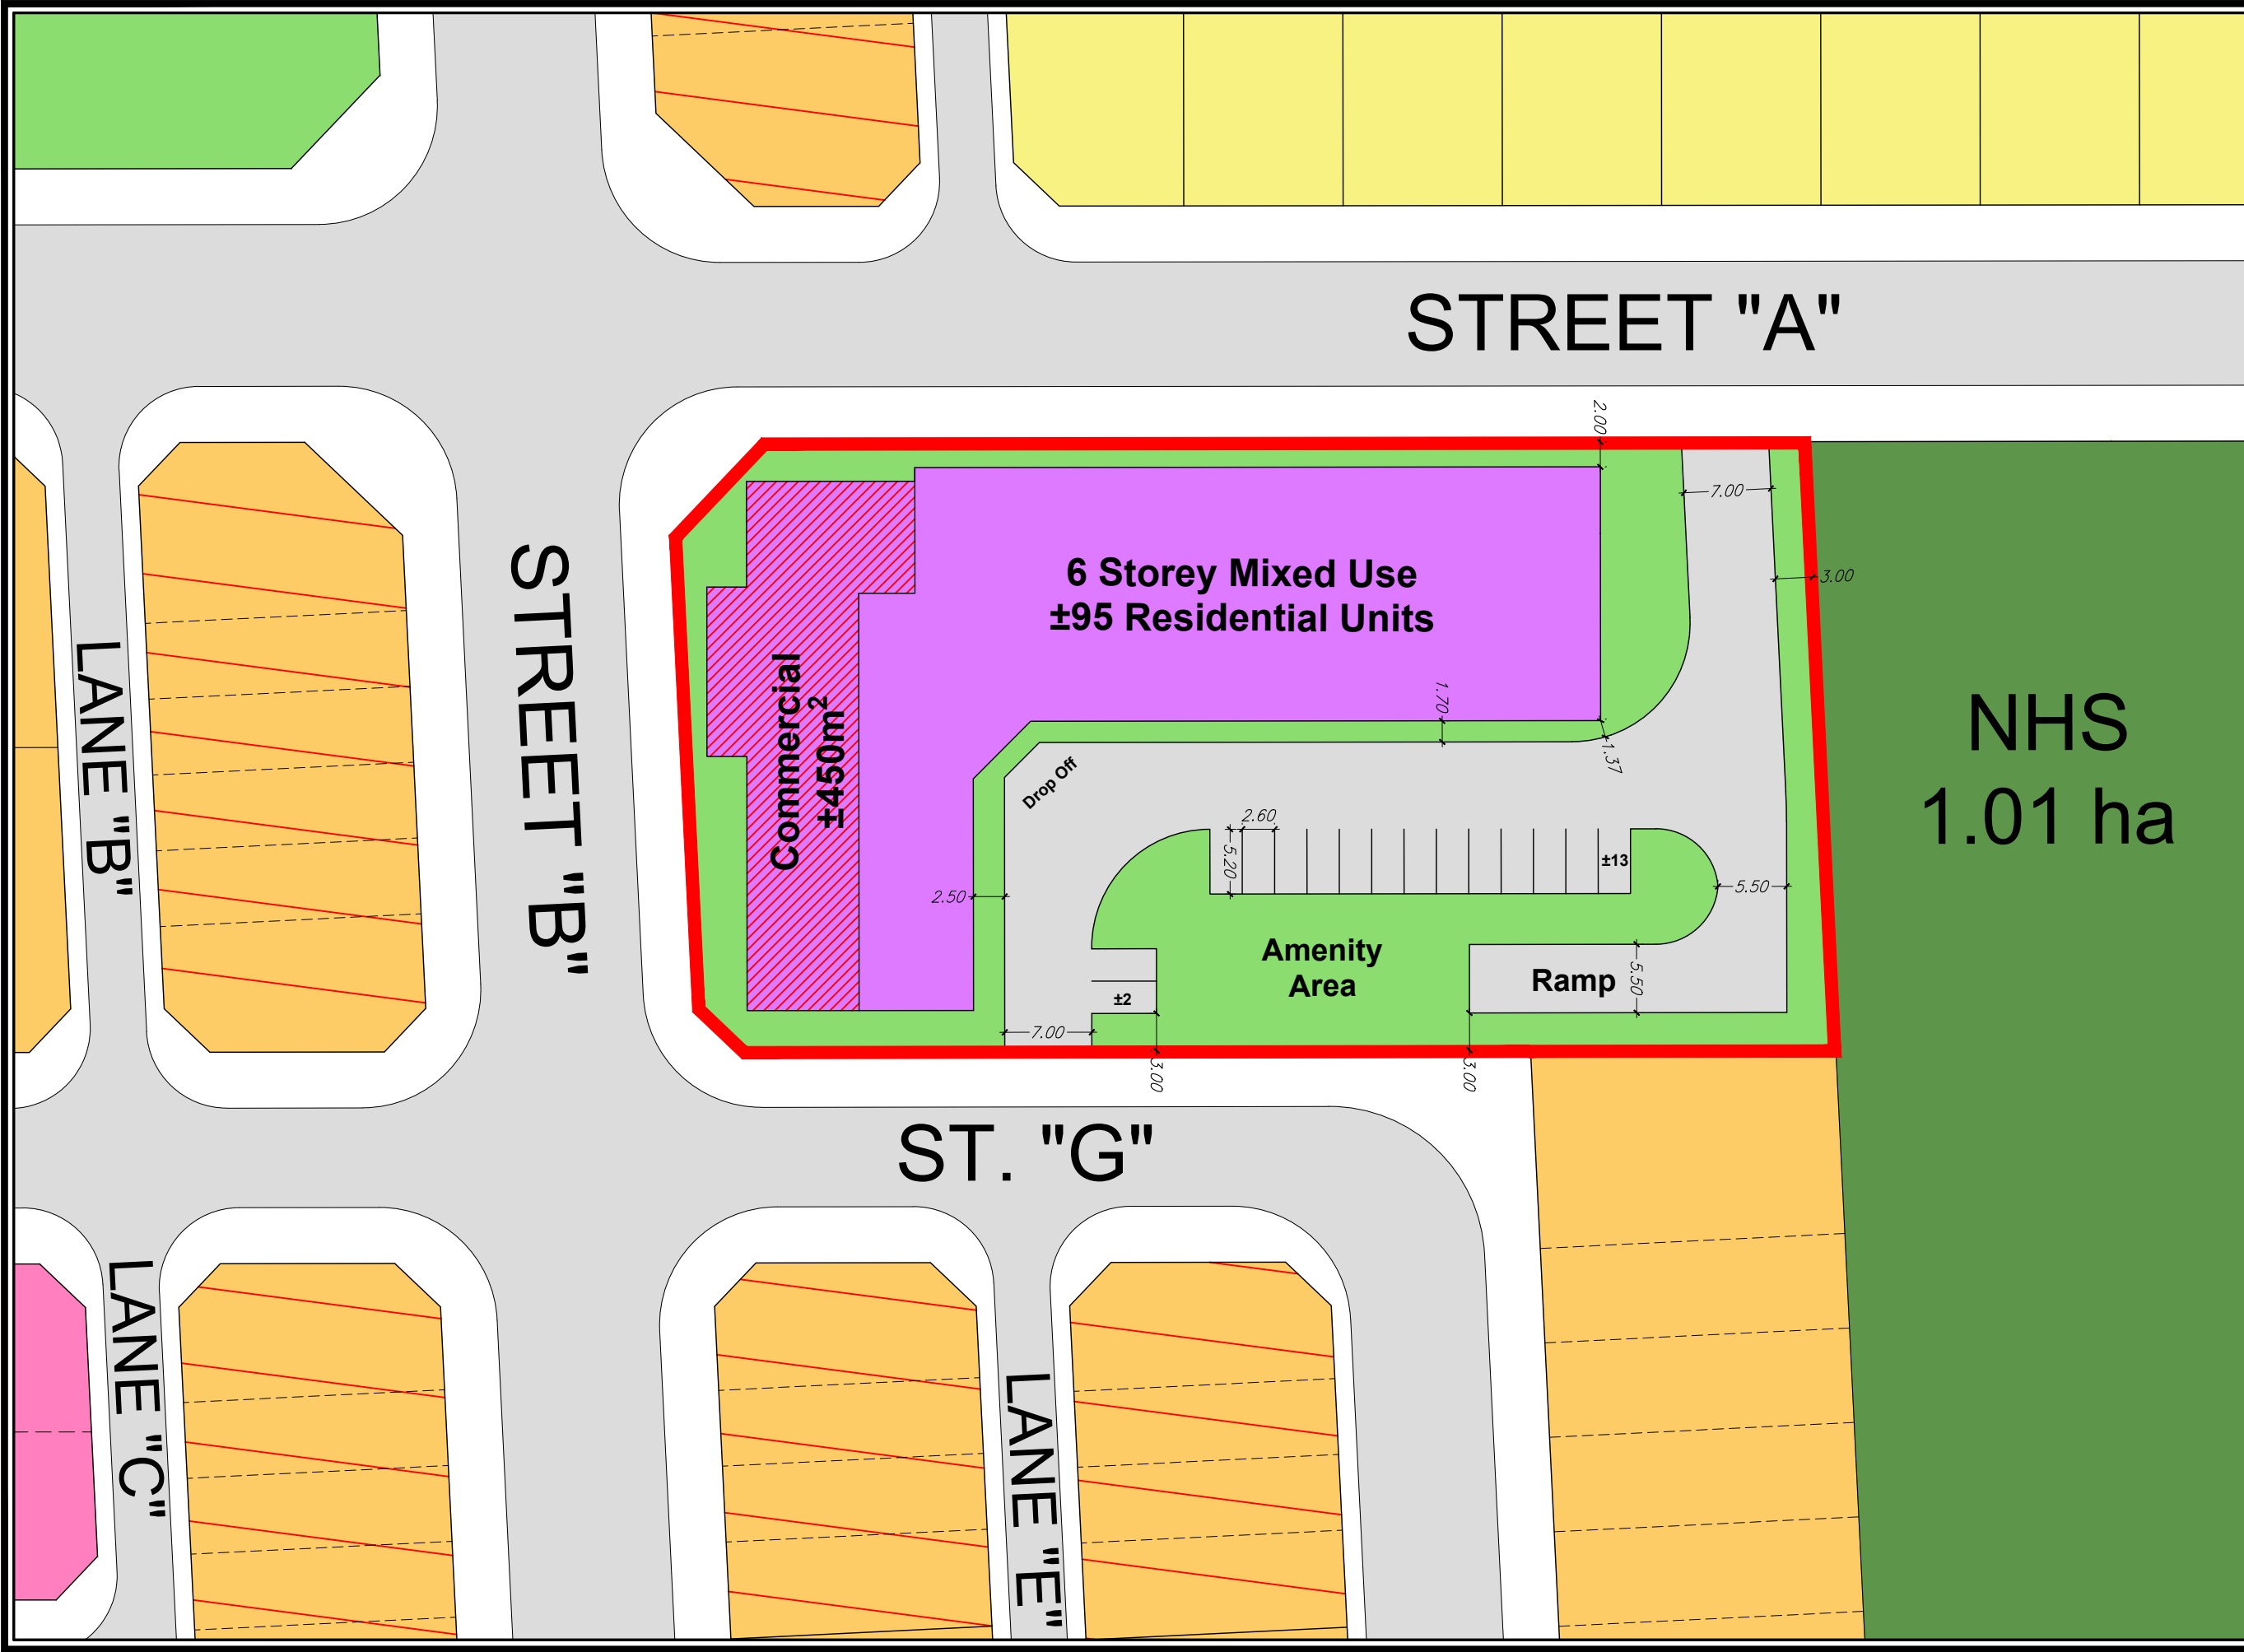 STREET "A"
2.00
7.00
3.00
6 Storey Mixed Use
±95 Residential Units
STREET "B"
LANE "B"
Commercial
±450m²
1.70
1.37
NHS
1.01 ha
Drop Off
2.60
5.20
±13
2.50
5.50
Amenity
Area
Ramp
5.50
±2
7.00
3.00
3.00
ST. "G"
LANE "C"
LANE "E"